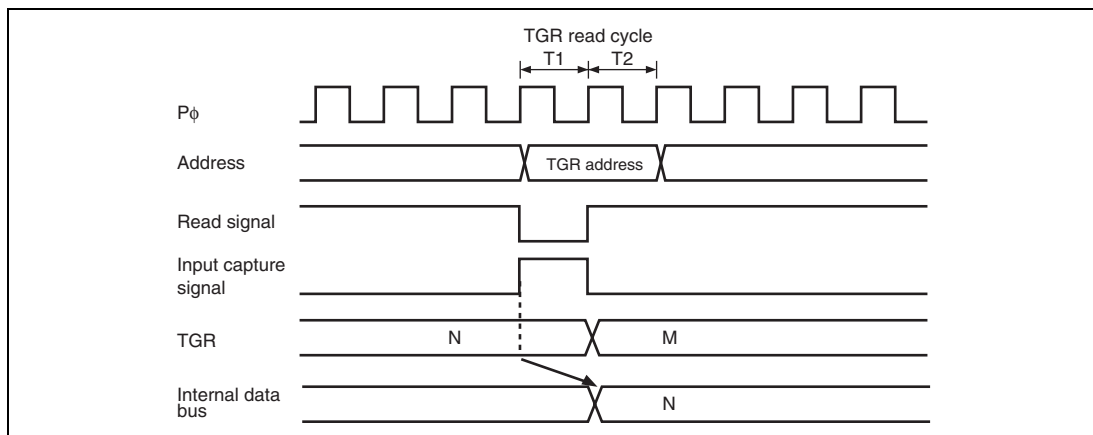 TGR read cycle
T1 T2
Pϕ
Address
TGR address
Read signal
Input capture
signal
TGR
N M
Internal data
bus
N